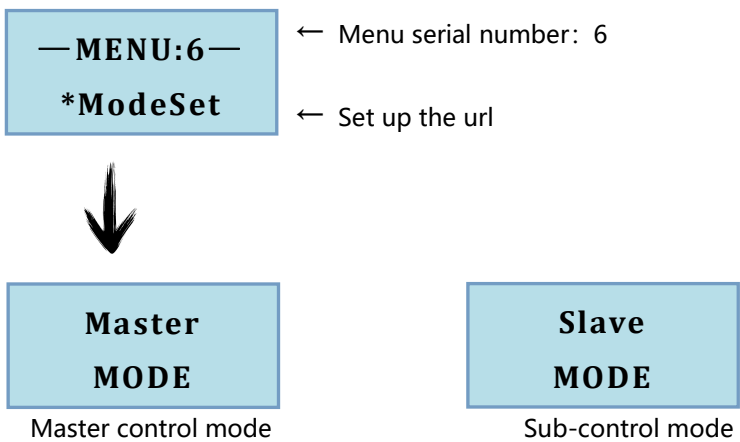 —MENU:6—
← Menu serial number: 6
*ModeSet
← Set up the url
Master
MODE
Master control mode
Slave
MODE
Sub-control mode